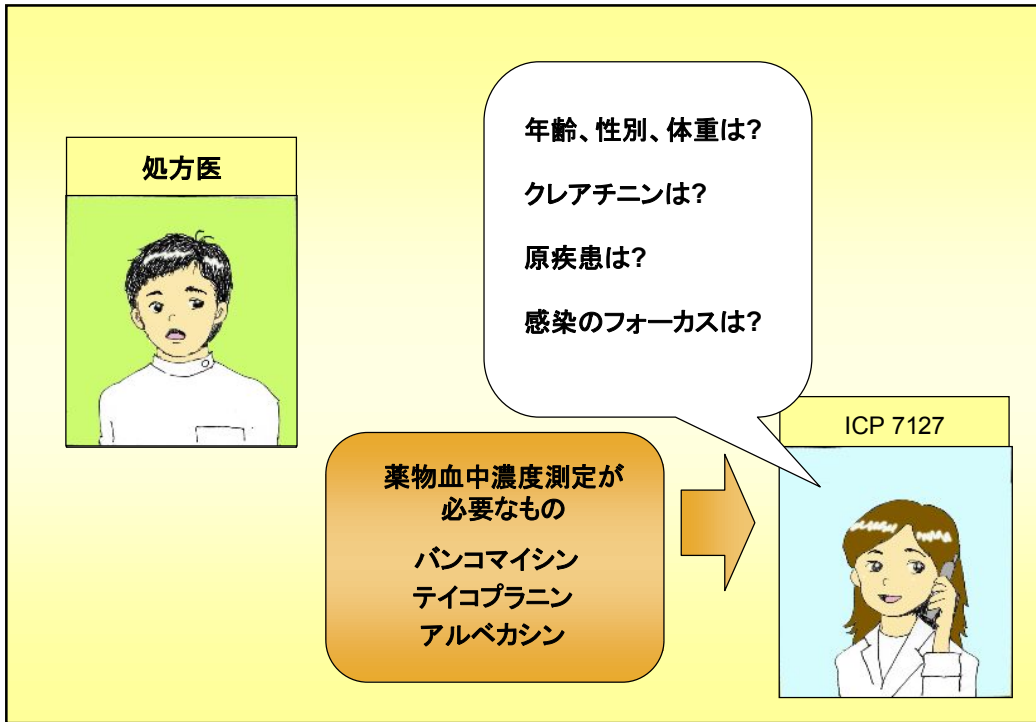 処方医
年齢、性別、体重は?
クレアチニンは?
原疾患は?
感染のフォーカスは?
ICP 7127
薬物血中濃度測定が
必要なもの
バンコマイシン
テイコプラニン
アルベカシン